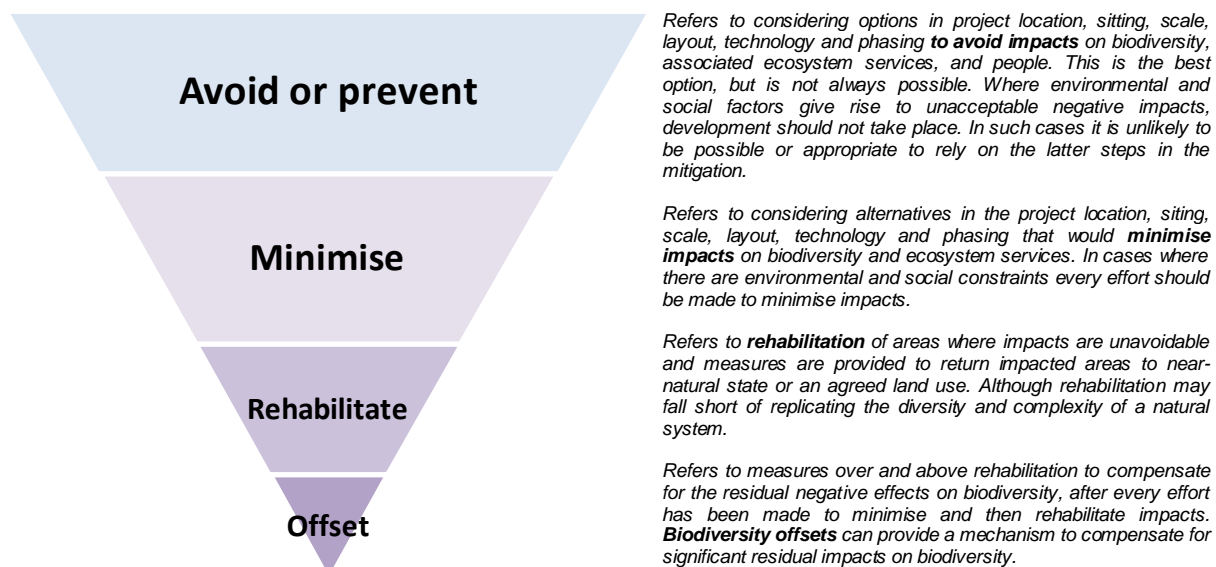 Avoid or prevent
Refers to considering options in project location, sitting, scale,
layout, technology and phasing to avoid impacts on biodiversity,
associated ecosystem services, and people. This is the best
option, but is not always possible. Where environmental and
social factors give rise to unacceptable negative impacts,
development should not take place. In such cases it is unlikely to
be possible or appropriate to rely on the latter steps in the
mitigation.
Minimise
Refers to considering alternatives in the project location, siting,
scale, layout, technology and phasing that would minimise
impacts on biodiversity and ecosystem services. In cases where
there are environmental and social constraints every effort should
be made to minimise impacts.
Rehabilitate
Refers to rehabilitation of areas where impacts are unavoidable
and measures are provided to return impacted areas to near-
natural state or an agreed land use. Although rehabilitation may
fall short of replicating the diversity and complexity of a natural
system.
Offset
Refers to measures over and above rehabilitation to compensate
for the residual negative effects on biodiversity, after every effort
has been made to minimise and then rehabilitate impacts.
Biodiversity offsets can provide a mechanism to compensate for
significant residual impacts on biodiversity.